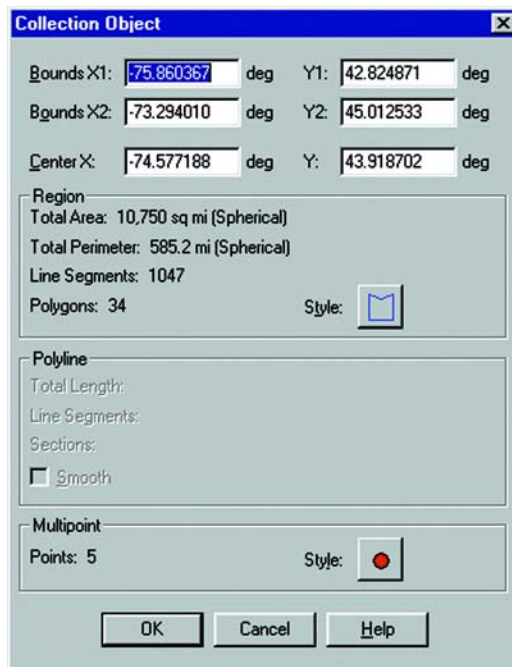 Collection Object
Bounds X1: -75.860367 deg Y1: 42.824871 deg
Bounds X2: -73.294010 deg Y2: 45.012533 deg
Center X: -74.577188 deg Y: 43.918702 deg
Region
Total Area: 10,750 sq mi (Spherical)
Total Perimeter: 585.2 mi (Spherical)
Line Segments: 1047
Polygons: 34 Style:
Polyline
Total Length:
Line Segments:
Sections:
Smooth
Multipoint
Points: 5 Style:
OK Cancel Help